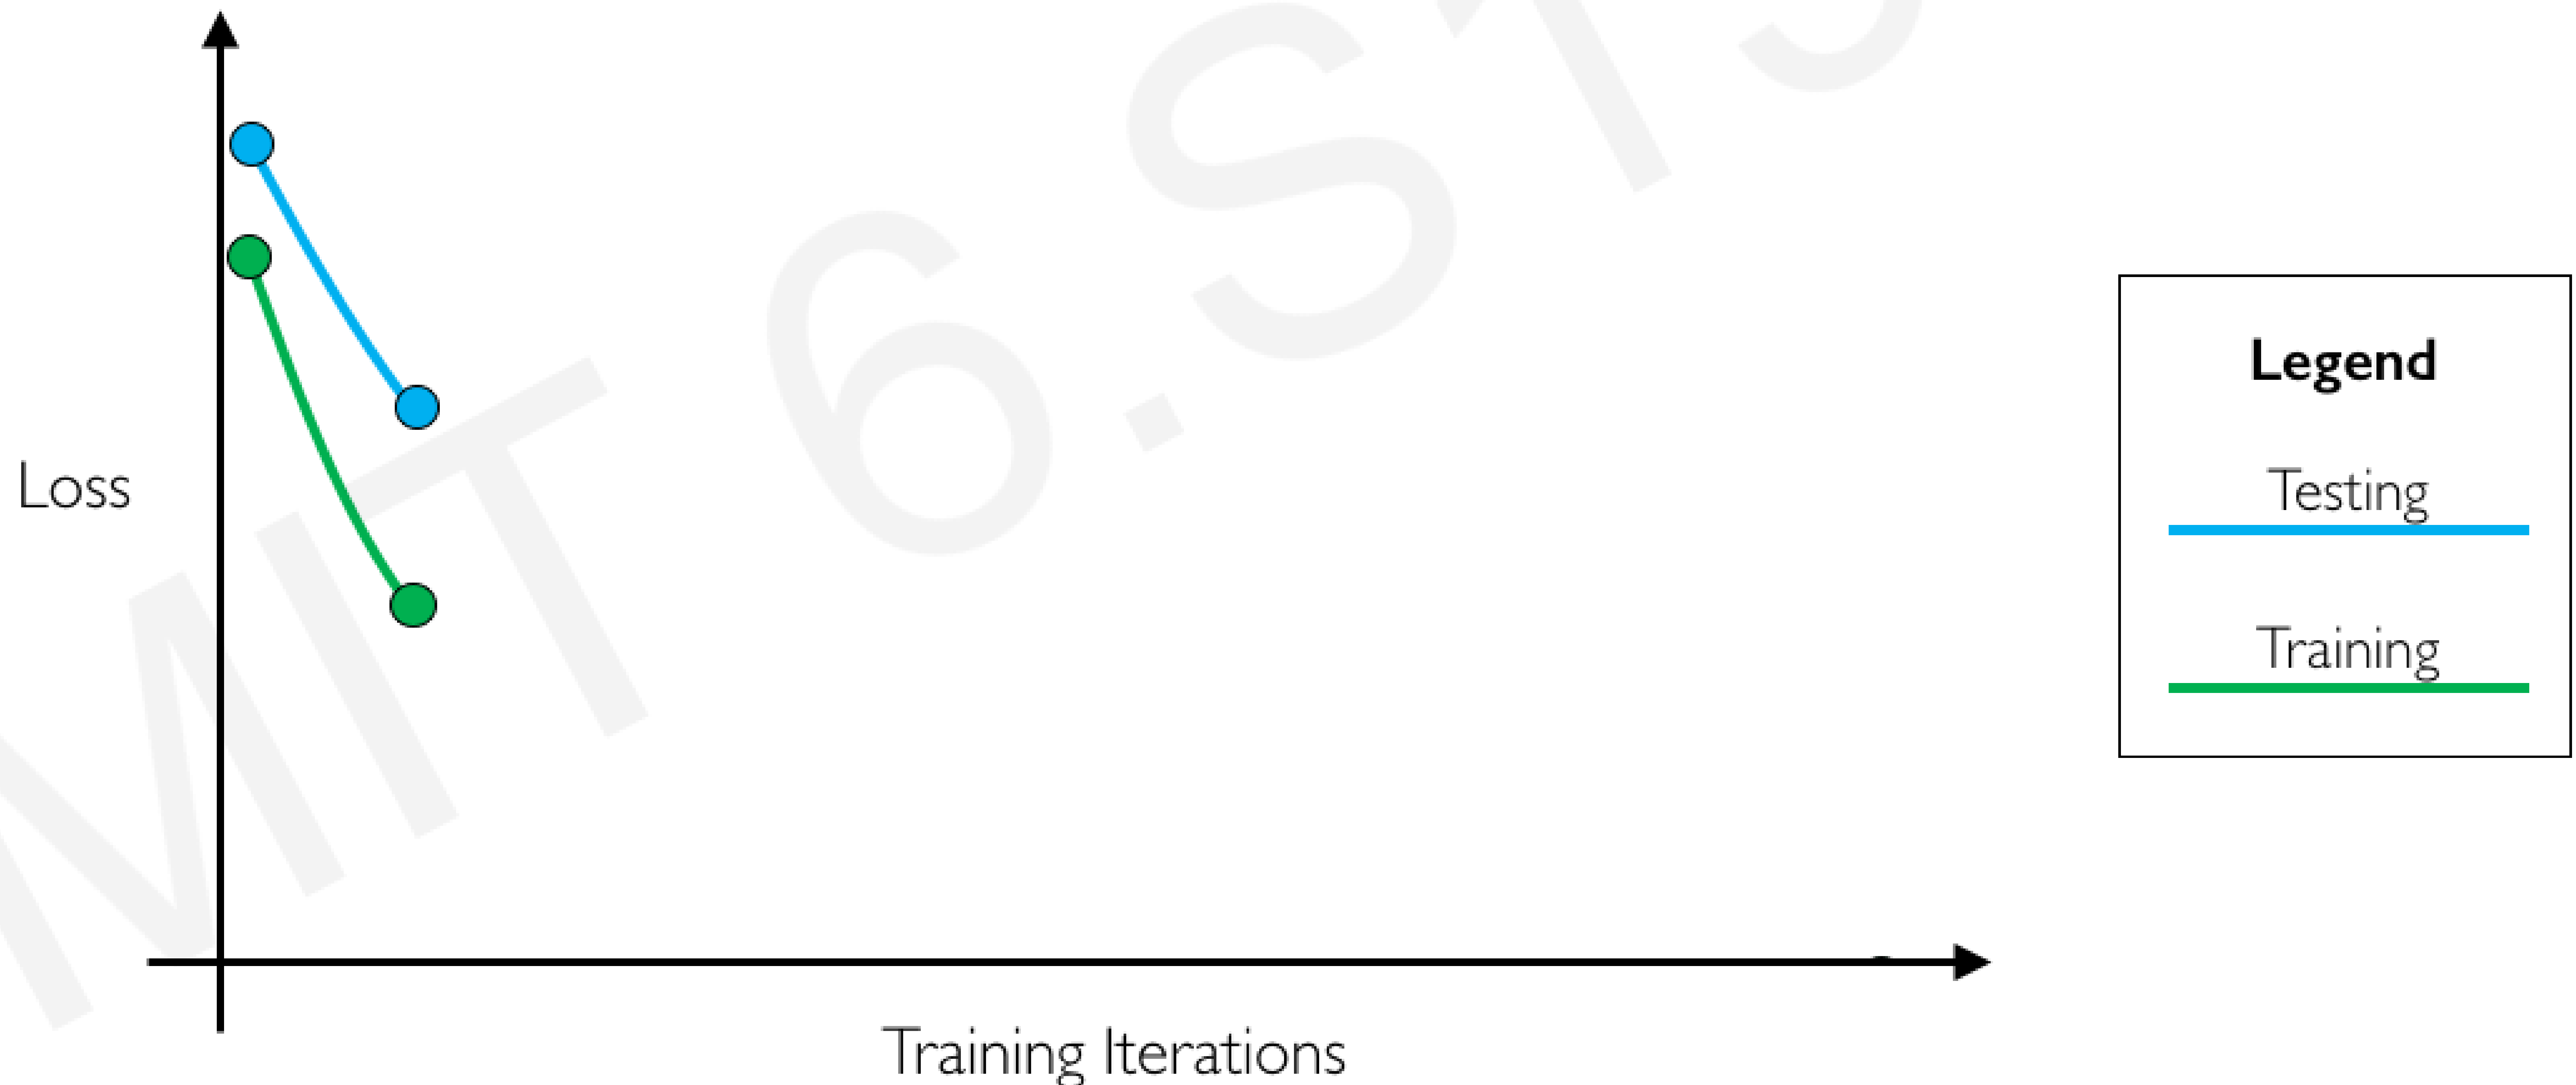 MIT 6.S19
Loss
Legend
Testing
Training
Training Iterations